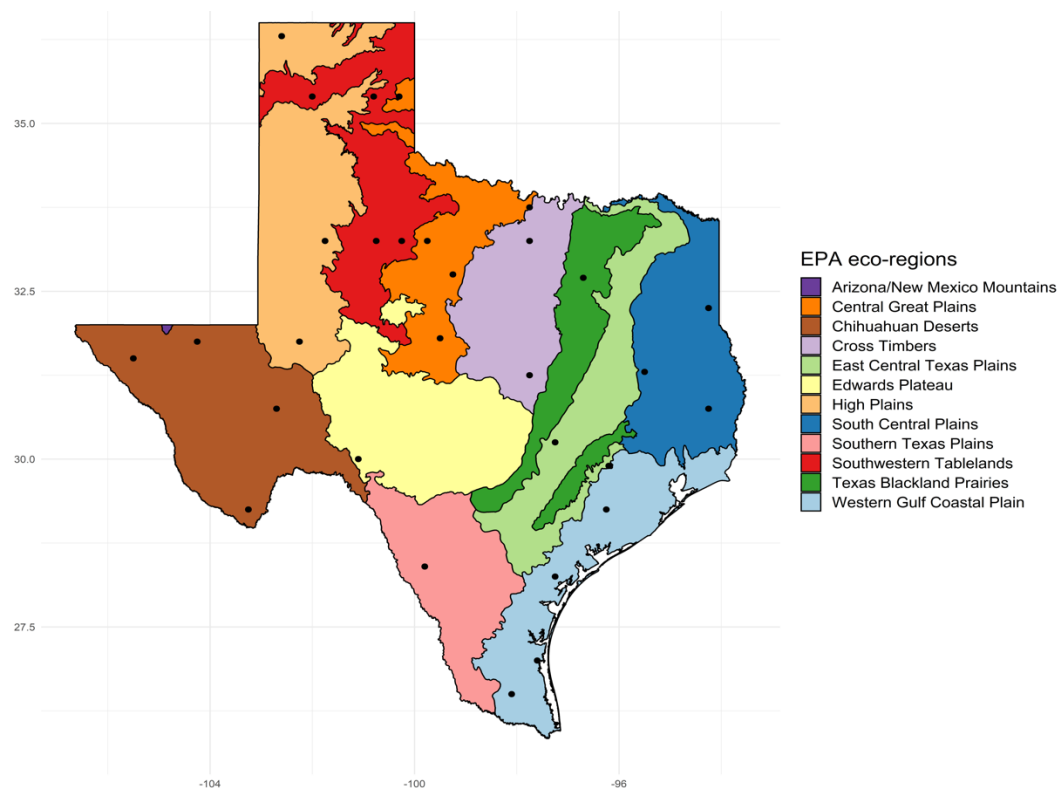 35.0
32.5
30.0
27.5
-104
-100
-96
EPA eco-regions
Arizona/New Mexico Mountains
Central Great Plains
Chihuahuan Deserts
Cross Timbers
East Central Texas Plains
Edwards Plateau
High Plains
South Central Plains
Southern Texas Plains
Southwestern Tablelands
Texas Blackland Prairies
Western Gulf Coastal Plain